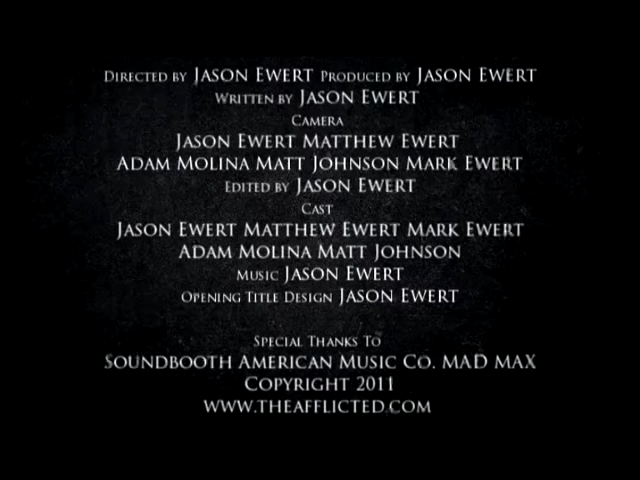 Directed by Jason Ewert Produced by Jason Ewert
Written by Jason Ewert
Camera
Jason Ewert Matthew Ewert
Adam Molina Matt Johnson Mark Ewert
Edited by Jason Ewert
Cast
Jason Ewert Matthew Ewert Mark Ewert
Adam Molina Matt Johnson
Music Jason Ewert
Opening Title Design Jason Ewert
Special Thanks To
Soundbooth American Music Co. MAD MAX
Copyright 2011
www.theafflicted.com